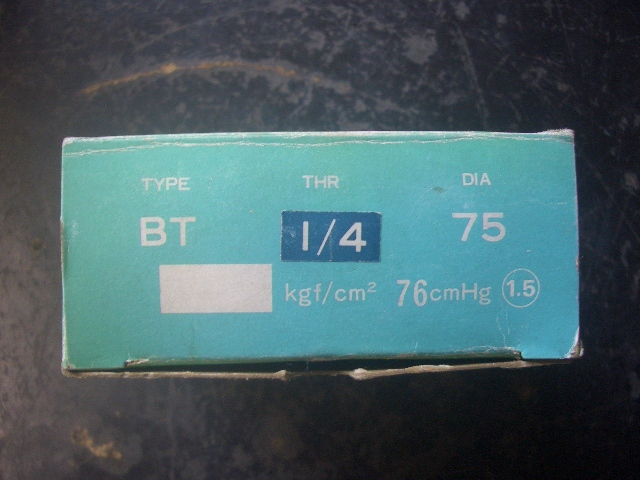 TYPE THR DIA
BT 1/4 75
kgf/cm² 76cmHg 1.5